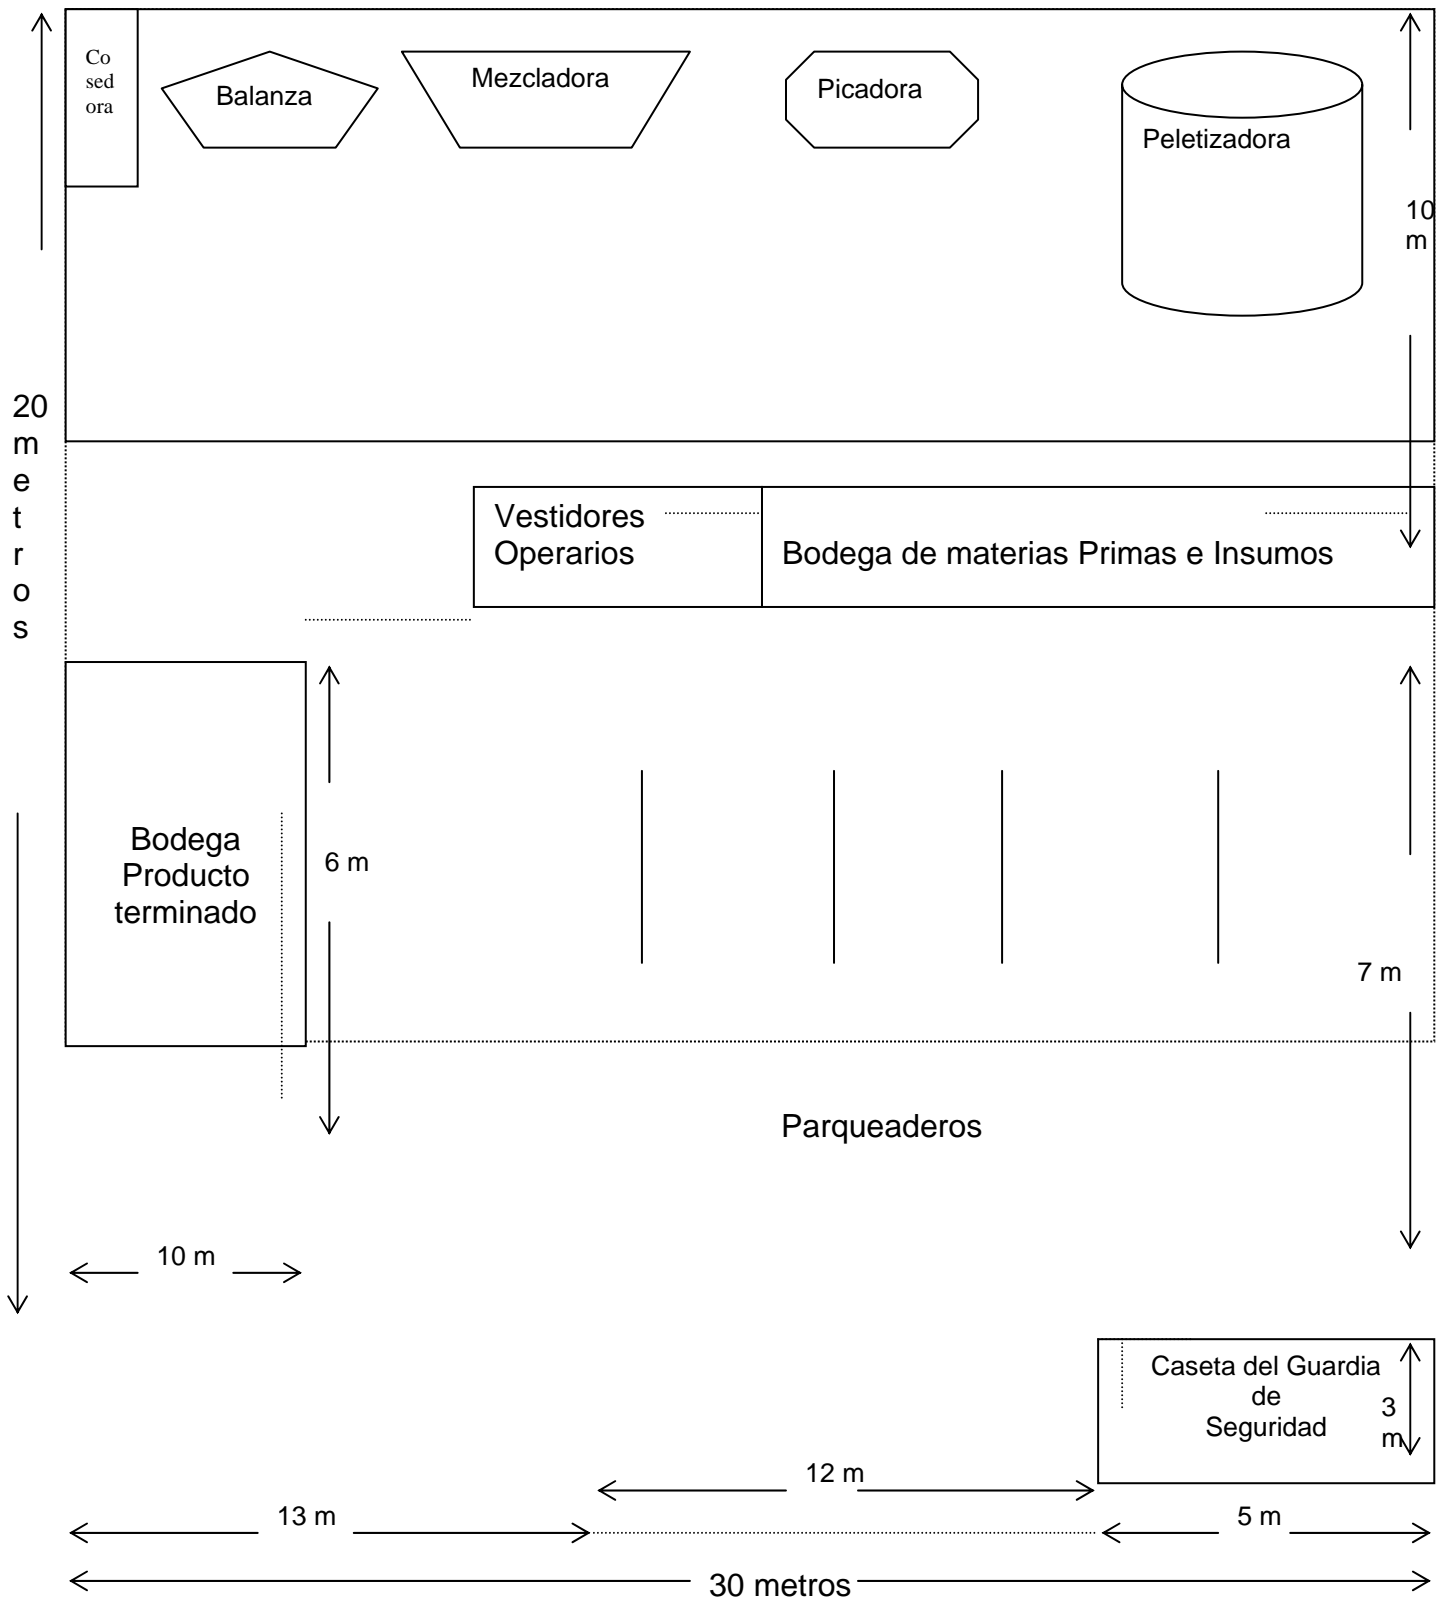 Co
sed
ora
Balanza
Mezcladora
Picadora
Peletizadora
10
m
20
m
e
t
r
o
s
Vestidores
Operarios
Bodega de materias Primas e Insumos
Bodega
Producto
terminado
6 m
7 m
Parqueaderos
10 m
Caseta del Guardia
de
Seguridad
3
m
12 m
13 m
5 m
30 metros